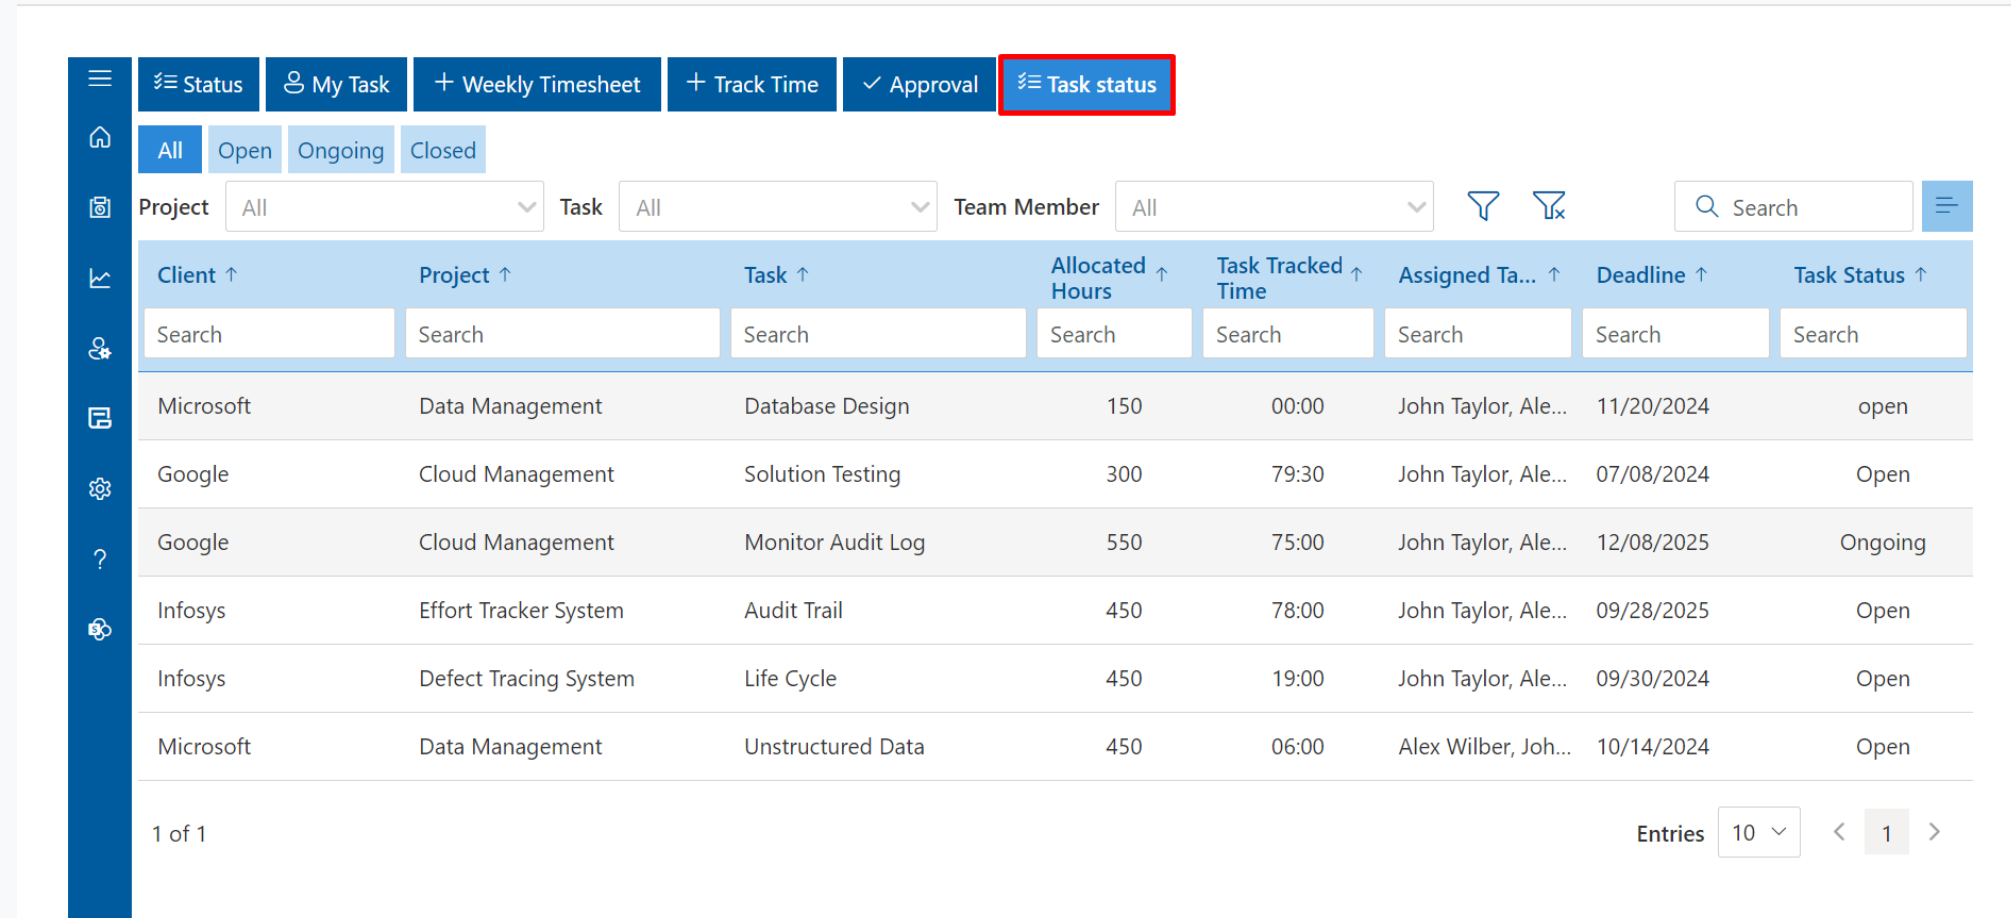 Status My Task + Weekly Timesheet + Track Time Approval Task status
All Open Ongoing Closed
Project All Task All Team Member All Search
Client ↑ Project ↑ Task ↑ Allocated Hours ↑ Task Tracked Time ↑ Assigned Ta... ↑ Deadline ↑ Task Status ↑
Search Search Search Search Search Search Search Search
Microsoft Data Management Database Design 150 00:00 John Taylor, Ale... 11/20/2024 open
Google Cloud Management Solution Testing 300 79:30 John Taylor, Ale... 07/08/2024 Open
Google Cloud Management Monitor Audit Log 550 75:00 John Taylor, Ale... 12/08/2025 Ongoing
Infosys Effort Tracker System Audit Trail 450 78:00 John Taylor, Ale... 09/28/2025 Open
Infosys Defect Tracing System Life Cycle 450 19:00 John Taylor, Ale... 09/30/2024 Open
Microsoft Data Management Unstructured Data 450 06:00 Alex Wilber, Joh... 10/14/2024 Open
1 of 1 Entries 10 1